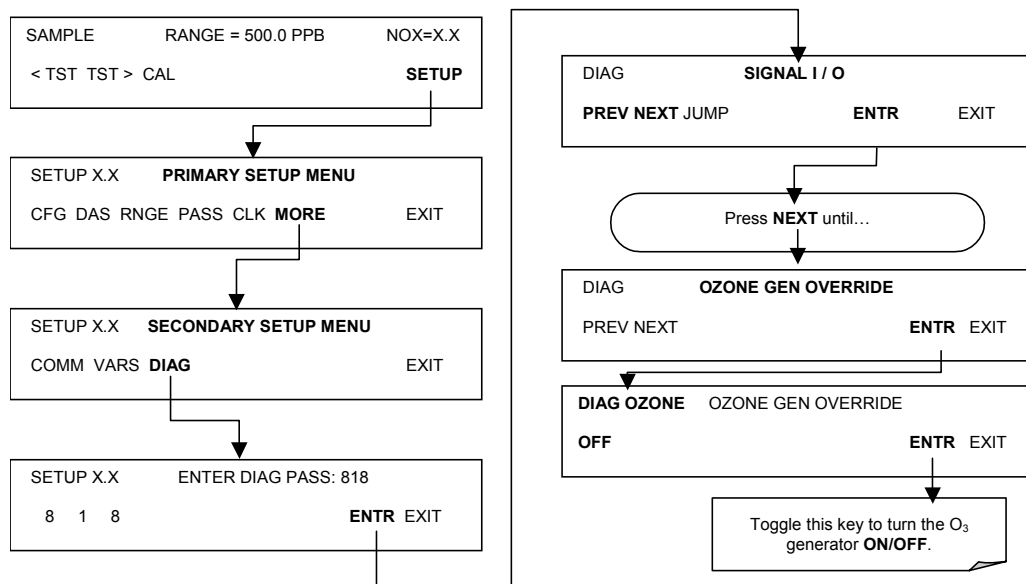 SAMPLE RANGE = 500.0 PPB NOX=X.X
< TST TST > CAL SETUP
SETUP X.X PRIMARY SETUP MENU
CFG DAS RNGE PASS CLK MORE EXIT
SETUP X.X SECONDARY SETUP MENU
COMM VARS DIAG EXIT
SETUP X.X ENTER DIAG PASS: 818
8 1 8 ENTR EXIT
DIAG SIGNAL I / O
PREV NEXT JUMP ENTR EXIT
Press NEXT until…
DIAG OZONE GEN OVERRIDE
PREV NEXT ENTR EXIT
DIAG OZONE OZONE GEN OVERRIDE
OFF ENTR EXIT
Toggle this key to turn the O₃
generator ON/OFF.